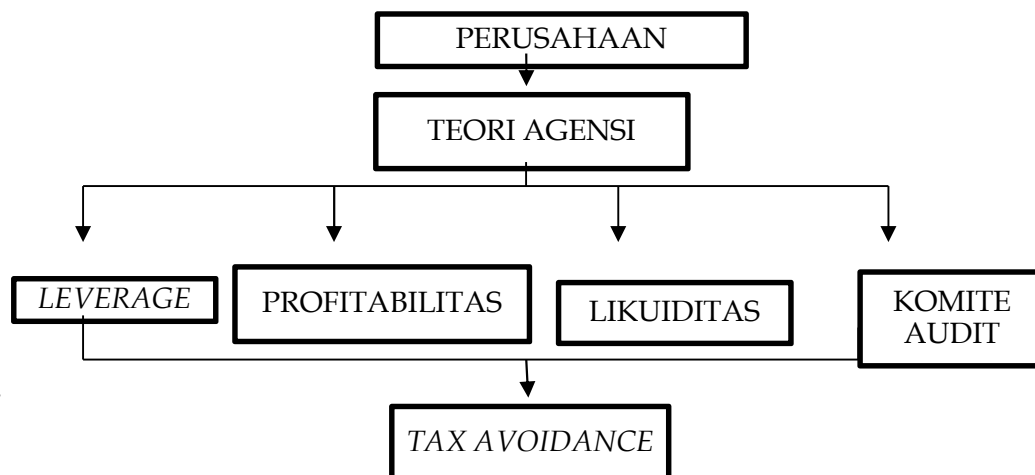 PERUSAHAAN
TEORI AGENSI
LEVERAGE
PROFITABILITAS
LIKUIDITAS
KOMITE
AUDIT
TAX AVOIDANCE